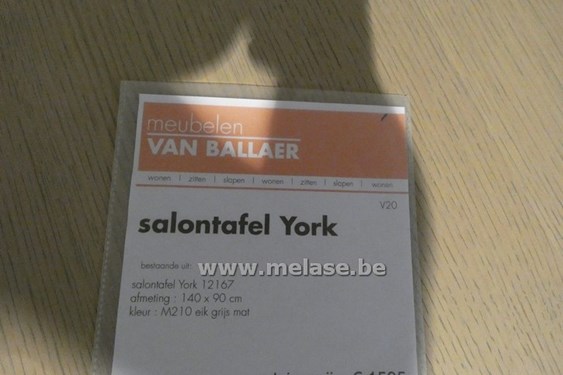 meubelen
VAN BALLAER
wonen | zitten | slapen | wonen | zitten | slapen | wonen
V20
salontafel York
bestaande uit:
www.melase.be
salontafel York 12167
afmeting : 140 x 90 cm
kleur : M210 eik grijs mat